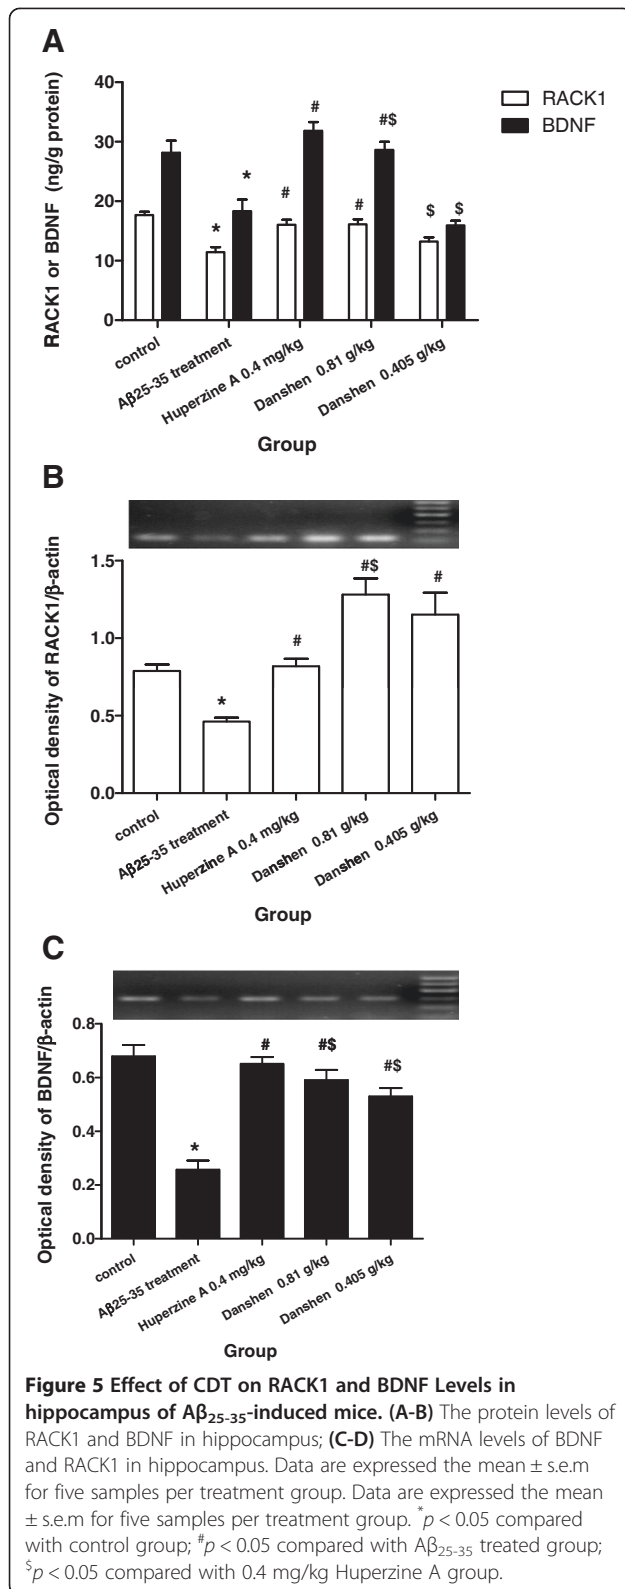 A
RACK1 or BDNF (ng/g protein)
40
30
20
10
0
RACK1
BDNF
*
*
#
#
#
#$
$
$
control
Aβ25-35 treatment
Huperzine A 0.4 mg/kg
Danshen 0.81 g/kg
Danshen 0.405 g/kg
Group
B
Optical density of RACK1/β-actin
1.5
1.0
0.5
0.0
*
#
#$
#
control
Aβ25-35 treatment
Huperzine A 0.4 mg/kg
Danshen 0.81 g/kg
Danshen 0.405 g/kg
Group
C
Optical density of BDNF/β-actin
0.8
0.6
0.4
0.2
0.0
*
#
#$
#$
control
Aβ25-35 treatment
Huperzine A 0.4 mg/kg
Danshen 0.81 g/kg
Danshen 0.405 g/kg
Group
Figure 5 Effect of CDT on RACK1 and BDNF Levels in
hippocampus of Aβ25-35-induced mice. (A-B) The protein levels of
RACK1 and BDNF in hippocampus; (C-D) The mRNA levels of BDNF
and RACK1 in hippocampus. Data are expressed the mean ± s.e.m
for five samples per treatment group. Data are expressed the mean
± s.e.m for five samples per treatment group. *p < 0.05 compared
with control group; #p < 0.05 compared with Aβ25-35 treated group;
$p < 0.05 compared with 0.4 mg/kg Huperzine A group.